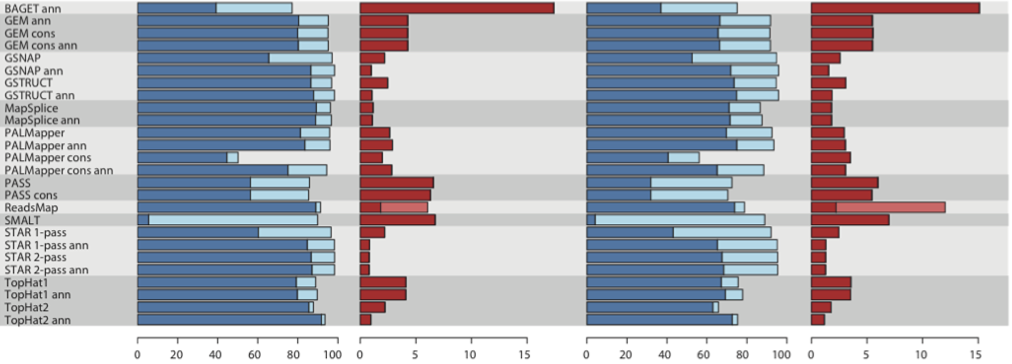 BAGET ann
GEM ann
GEM cons
GEM cons ann
GSNAP
GSNAP ann
GSTRUCT
GSTRUCT ann
MapSplice
MapSplice ann
PALMapper
PALMapper ann
PALMapper cons
PALMapper cons ann
PASS
PASS cons
ReadsMap
SMALT
STAR 1-pass
STAR 1-pass ann
STAR 2-pass
STAR 2-pass ann
TopHat1
TopHat1 ann
TopHat2
TopHat2 ann
0 20 40 60 80 100 0 5 10 15 0 20 40 60 80 100 0 5 10 15